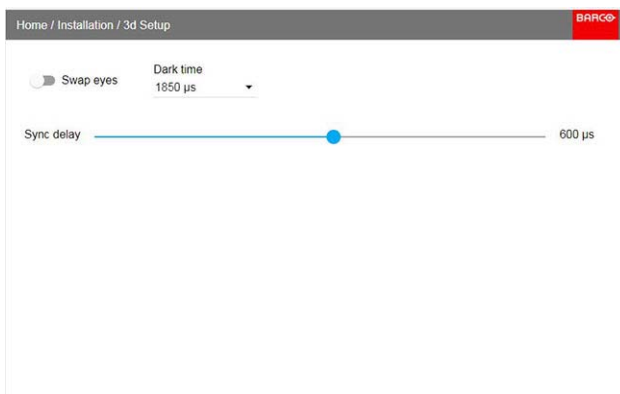 Home / Installation / 3d Setup
BARCO
Swap eyes
Dark time
1850 µs
Sync delay
600 µs